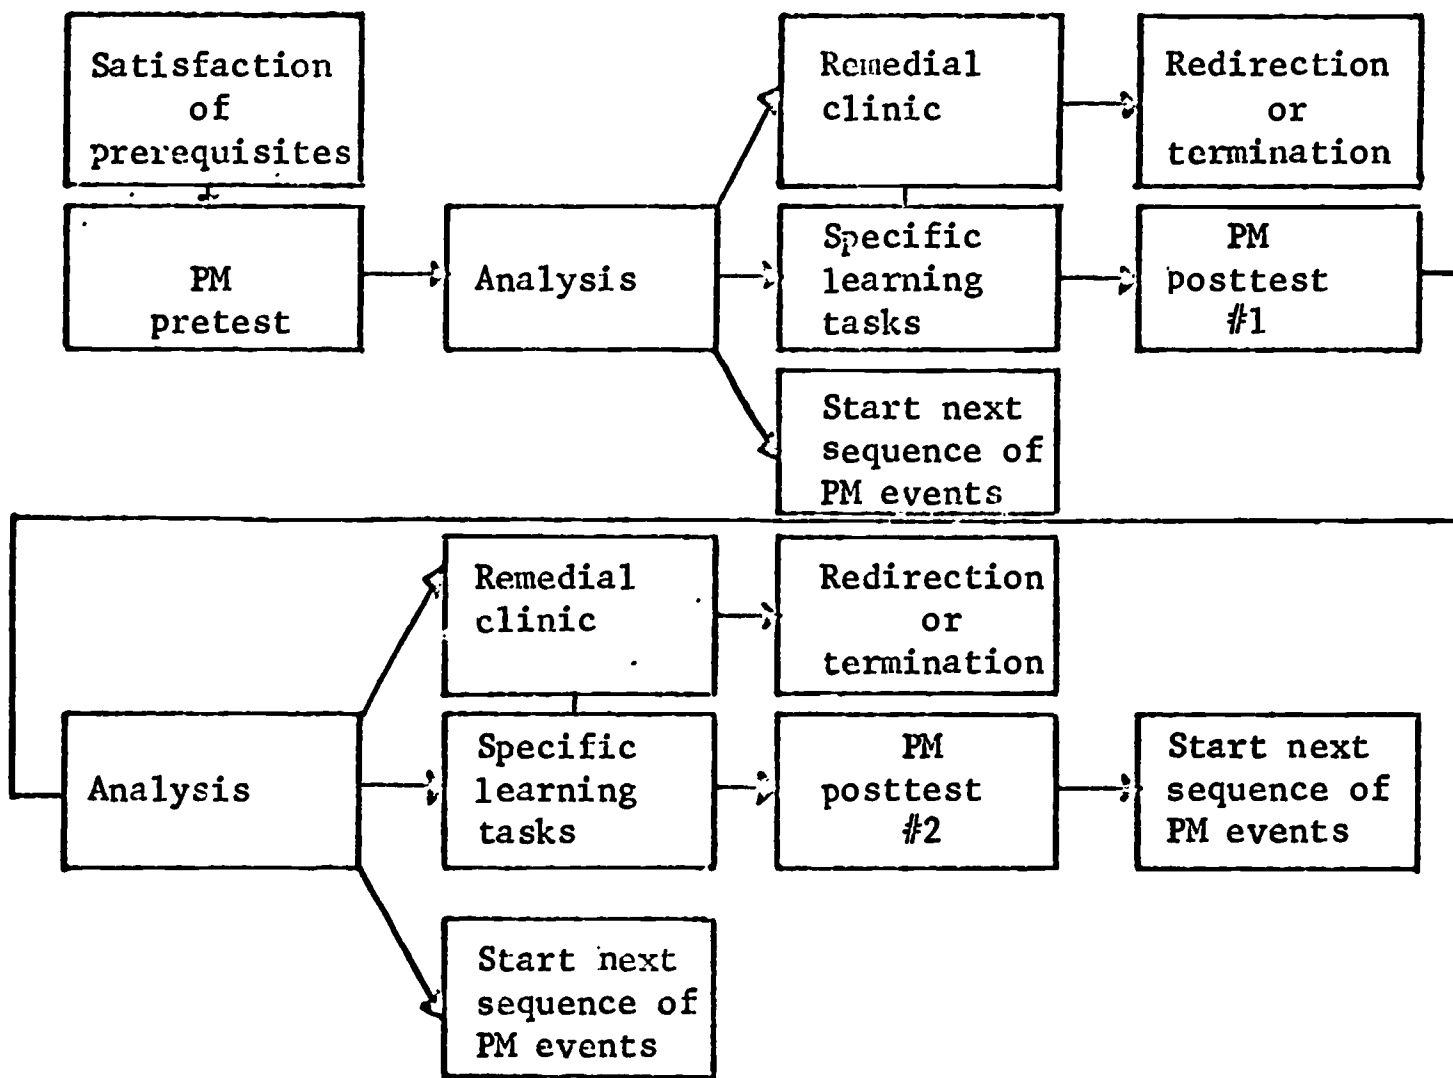 Satisfaction
of
prerequisites
PM
pretest
Analysis
Remedial
clinic
Redirection
or
termination
Specific
learning
tasks
PM
posttest
#1
Start next
sequence of
PM events
Analysis
Remedial
clinic
Redirection
or
termination
Specific
learning
tasks
PM
posttest
#2
Start next
sequence of
PM events
Start next
sequence of
PM events